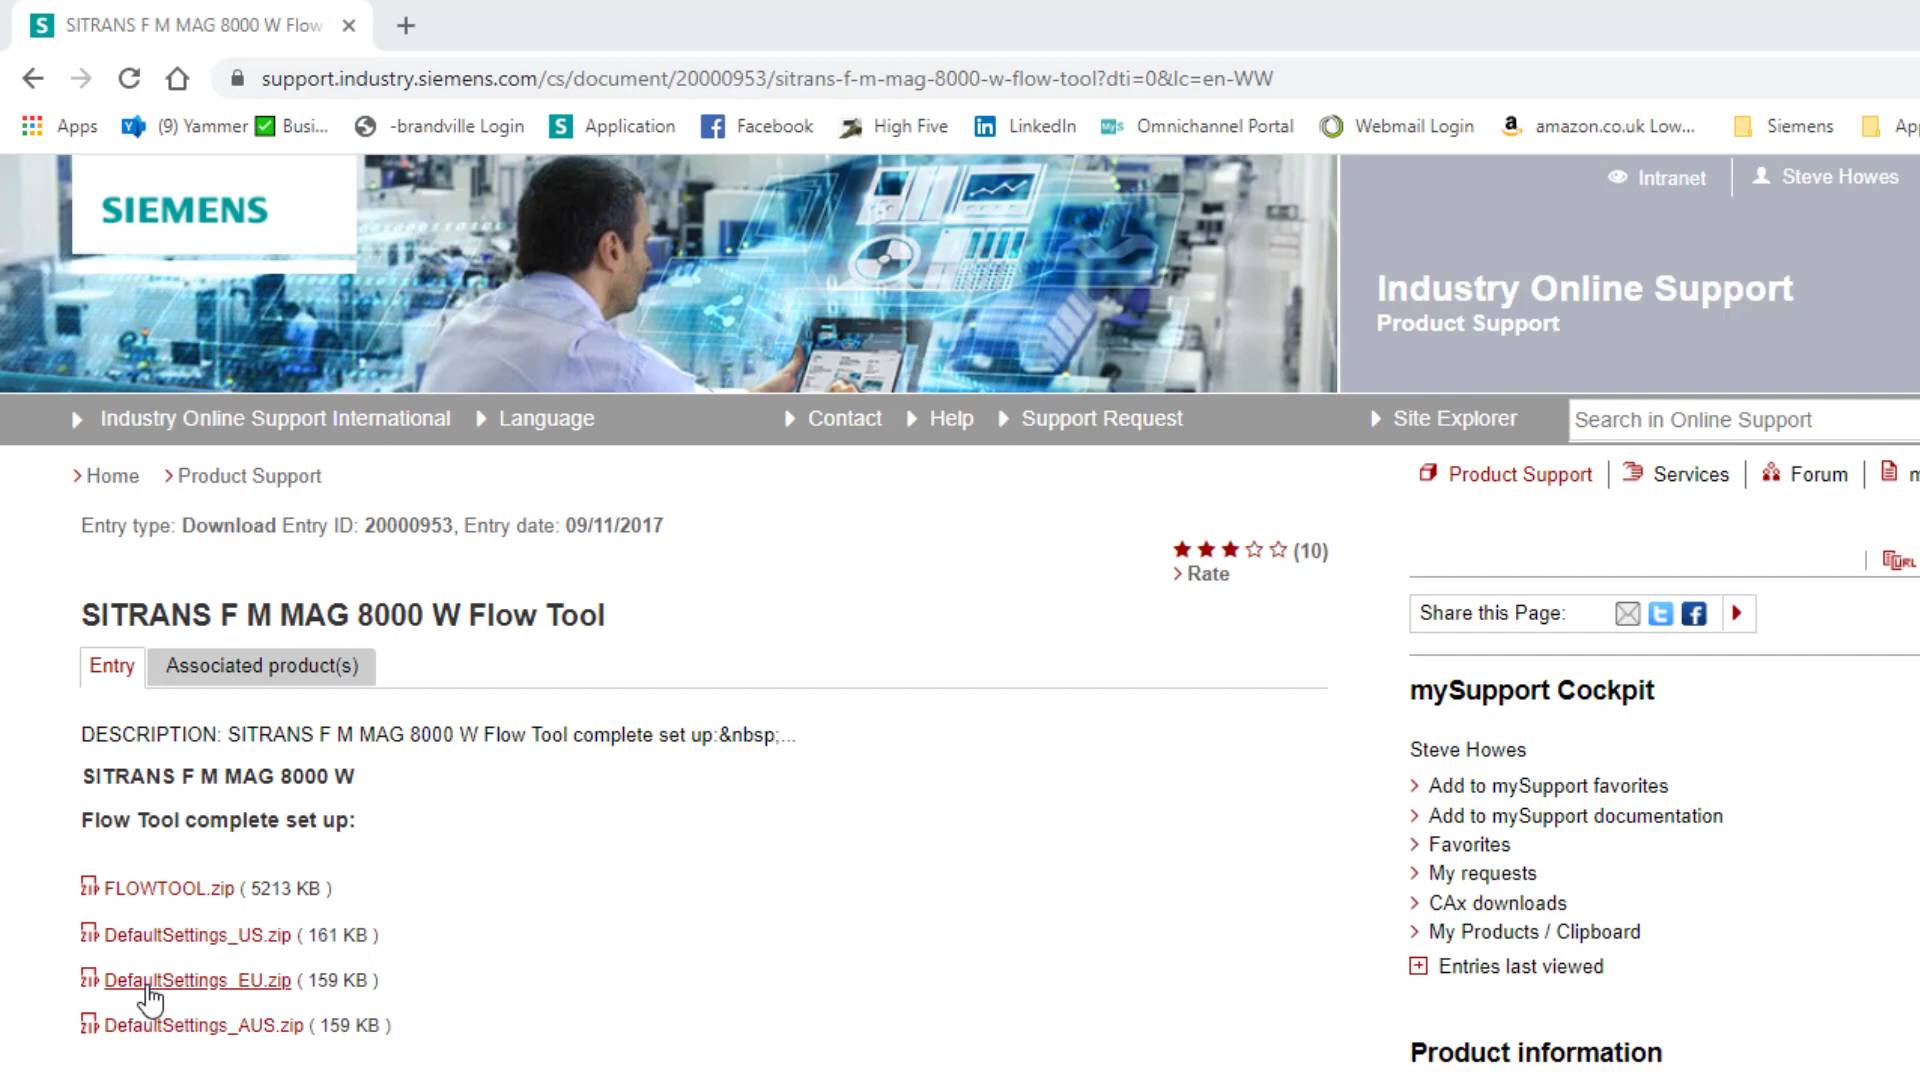 SITRANS F M MAG 8000 W Flow
support.industry.siemens.com/cs/document/20000953/sitrans-f-m-mag-8000-w-flow-tool?dti=0&lc=en-WW
Apps (9) Yammer Busi... -brandville Login Application Facebook High Five LinkedIn Omnichannel Portal Webmail Login amazon.co.uk Low... Siemens App
SIEMENS
Intranet Steve Howes
Industry Online Support
Product Support
Industry Online Support International Language Contact Help Support Request Site Explorer Search in Online Support
Home Product Support
Product Support Services Forum m
Entry type: Download Entry ID: 20000953, Entry date: 09/11/2017
(10)
Rate
URL
SITRANS F M MAG 8000 W Flow Tool
Share this Page:
Entry Associated product(s)
DESCRIPTION: SITRANS F M MAG 8000 W Flow Tool complete set up:&nbsp;...
SITRANS F M MAG 8000 W
Flow Tool complete set up:
ZIP FLOWTOOL.zip ( 5213 KB )
ZIP DefaultSettings_US.zip ( 161 KB )
ZIP DefaultSettings_EU.zip ( 159 KB )
ZIP DefaultSettings_AUS.zip ( 159 KB )
mySupport Cockpit
Steve Howes
Add to mySupport favorites
Add to mySupport documentation
Favorites
My requests
CAx downloads
My Products / Clipboard
Entries last viewed
Product information